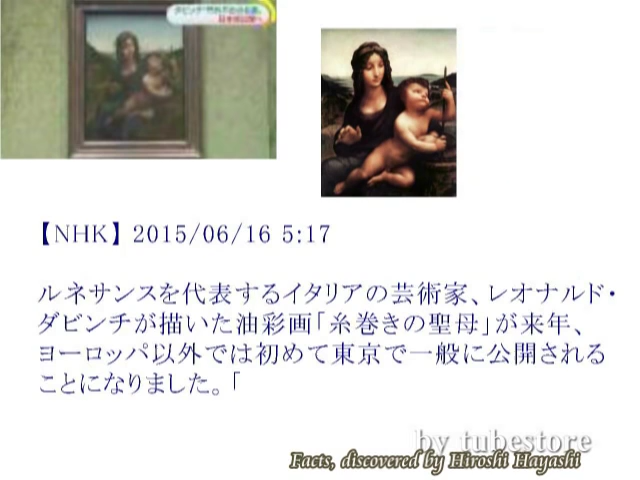 【NHK】 2015/06/16 5:17
ルネサンスを代表するイタリアの芸術家、レオナルド・
ダビンチが描いた油彩画「糸巻きの聖母」が来年、
ヨーロッパ以外では初めて東京で一般に公開される
ことになりました。「
by tubestore
Facts, discovered by Hiroshi Hayashi